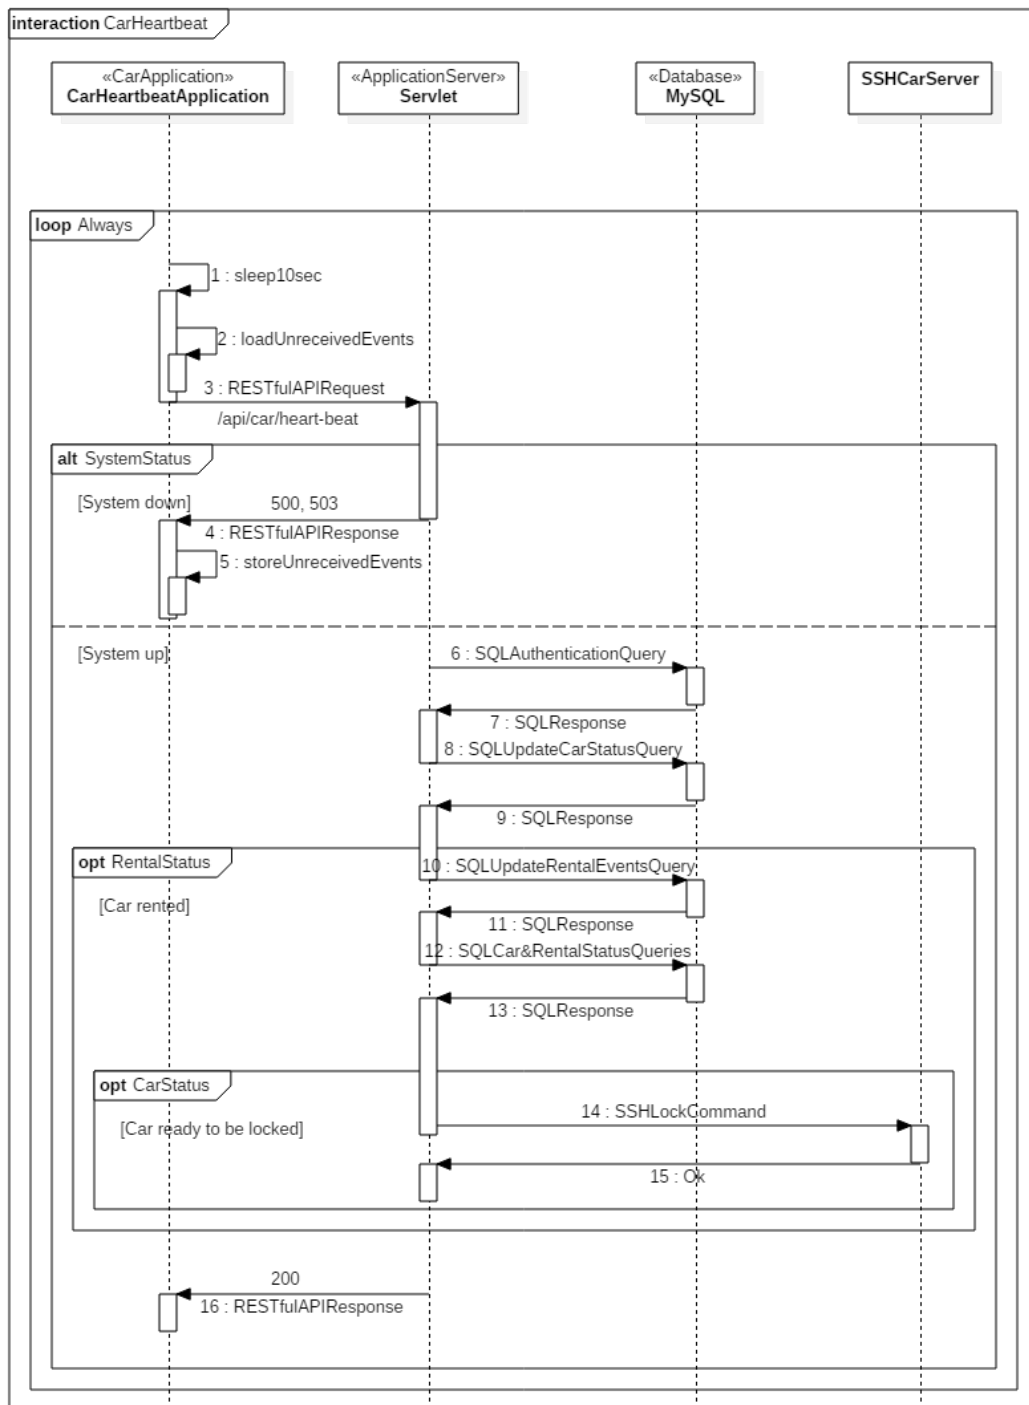 interaction CarHeartbeat
«CarApplication»
CarHeartbeatApplication
«ApplicationServer»
Servlet
«Database»
MySQL
SSHCarServer
loop Always
1 : sleep10sec
2 : loadUnreceivedEvents
3 : RESTfulAPIRequest
/api/car/heart-beat
alt SystemStatus
[System down]
500, 503
4 : RESTfulAPIResponse
5 : storeUnreceivedEvents
[System up]
6 : SQLAuthenticationQuery
7 : SQLResponse
8 : SQLUpdateCarStatusQuery
9 : SQLResponse
opt RentalStatus
10 : SQLUpdateRentalEventsQuery
[Car rented]
11 : SQLResponse
12 : SQLCar&RentalStatusQueries
13 : SQLResponse
opt CarStatus
14 : SSHLockCommand
[Car ready to be locked]
15 : Ok
200
16 : RESTfulAPIResponse